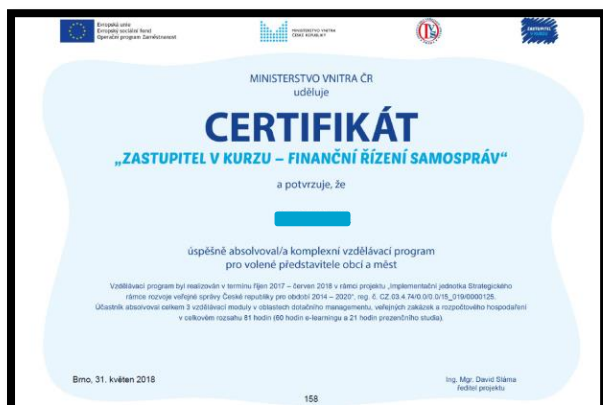 Evropská unie
Evropský sociální fond
Operační program Zaměstnanost
MINISTERSTVO VNITRA
ČESKÉ REPUBLIKY
ZASTUPITEL
V KURZU
MINISTERSTVO VNITRA ČR
uděluje
CERTIFIKÁT
„ZASTUPITEL V KURZU – FINANČNÍ ŘÍZENÍ SAMOSPRÁV“
a potvrzuje, že
úspěšně absolvoval/a komplexní vzdělávací program
pro volené představitele obcí a měst
Vzdělávací program byl realizován v termínu říjen 2017 – červen 2018 v rámci projektu „Implementační jednotka Strategického
rámce rozvoje veřejné správy České republiky pro období 2014 – 2020“, reg. č. CZ.03.4.74/0.0/0.0/15_019/0000125.
Účastník absolvoval celkem 3 vzdělávací moduly v oblastech dotačního managementu, veřejných zakázek a rozpočtového hospodaření
v celkovém rozsahu 81 hodin (60 hodin e-learningu a 21 hodin prezenčního studia).
Brno, 31. květen 2018
Ing. Mgr. David Sláma
ředitel projektu
158